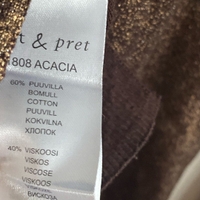 & pret
808 ACACIA
60% PUUVILLA
BOMULL
COTTON
PUUVILL
KOKVILNA
ХЛОПОК
40% VISKOOSI
VISKOS
VISCOSE
VISKOOS